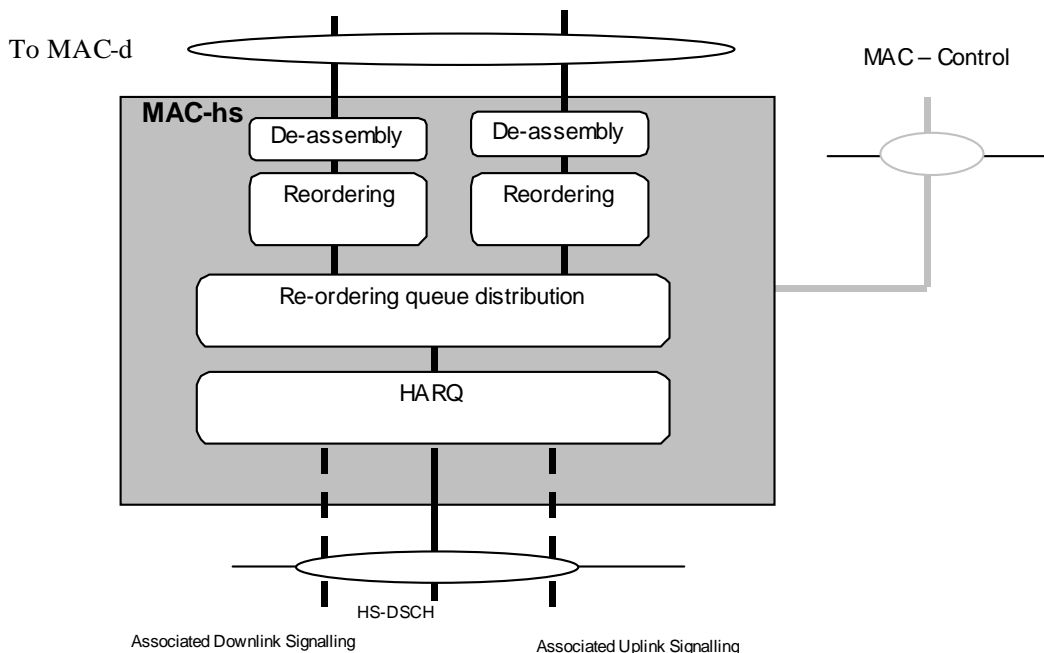 To MAC-d
MAC – Control
MAC-hs
De-assembly
De-assembly
Reordering
Reordering
Re-ordering queue distribution
HARQ
HS-DSCH
Associated Downlink Signalling
Associated Uplink Signalling